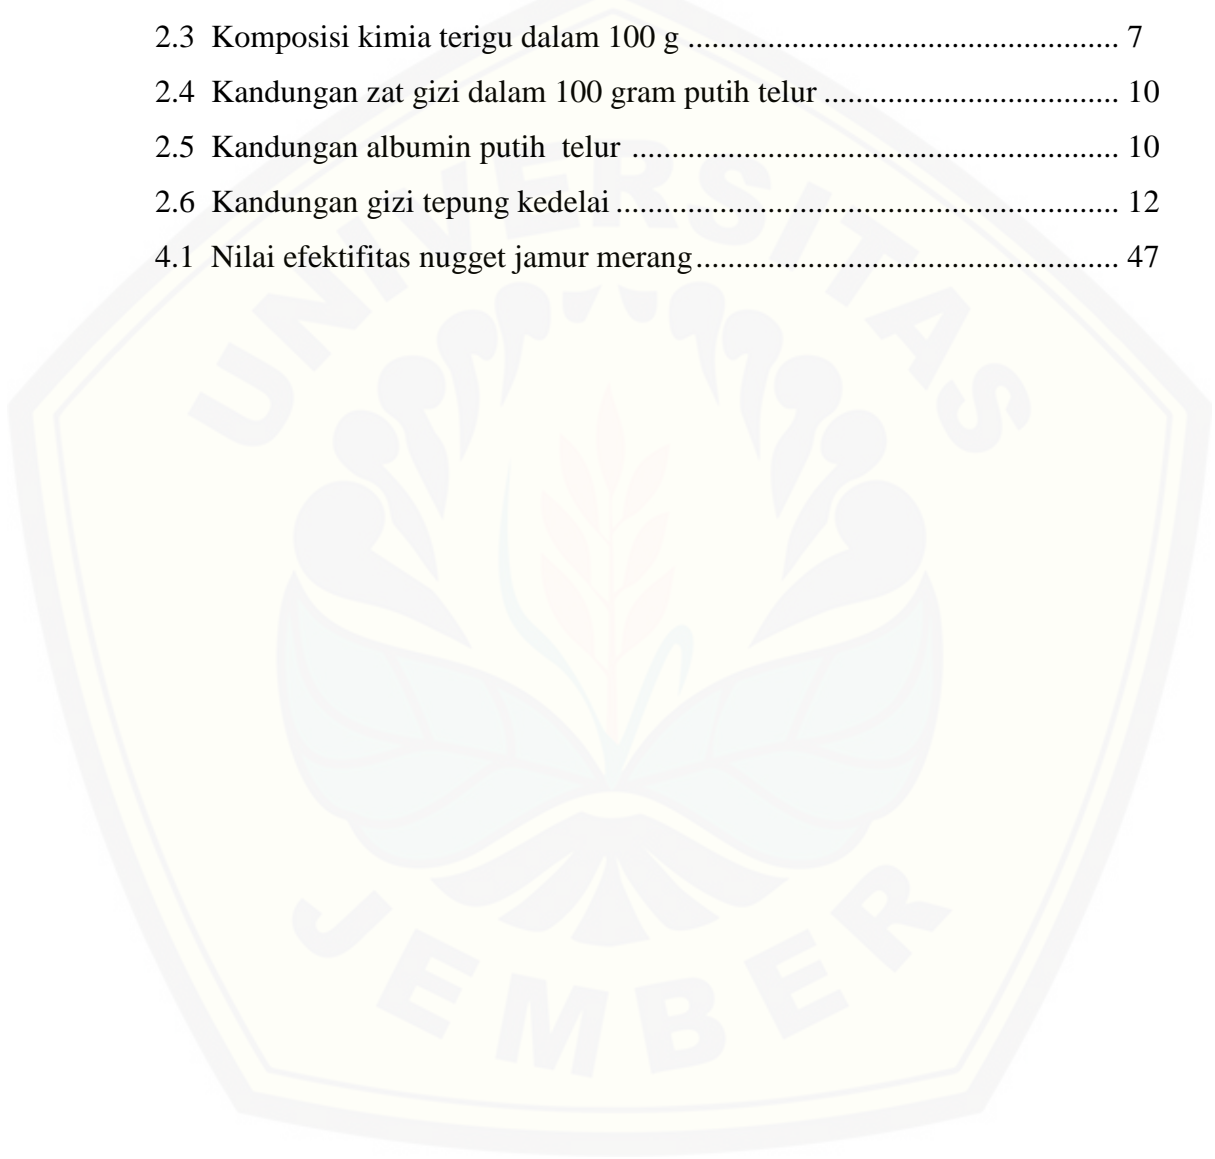 2.3 Komposisi kimia terigu dalam 100 g ...................................................... 7
2.4 Kandungan zat gizi dalam 100 gram putih telur ..................................... 10
2.5 Kandungan albumin putih telur ............................................................. 10
2.6 Kandungan gizi tepung kedelai ............................................................... 12
4.1 Nilai efektifitas nugget jamur merang ..................................................... 47
UNIVERSITAS
JEMBER